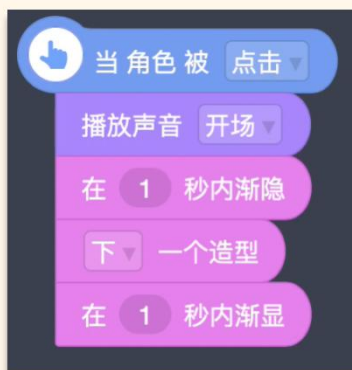 当 角色 被 点击
播放声音 开场
在 1 秒内渐隐
下 一个造型
在 1 秒内渐显